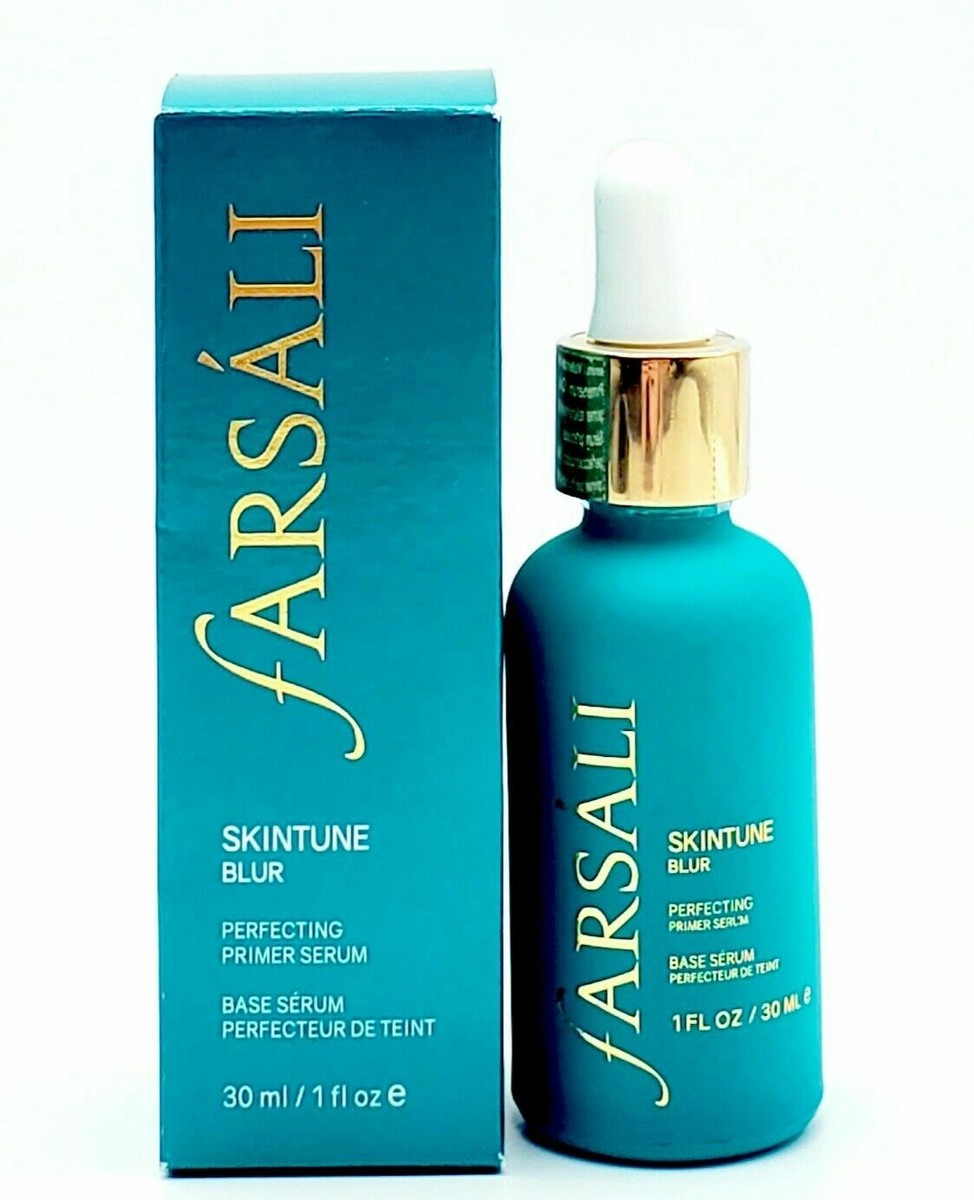 fARSÁLI
SKINTUNE
BLUR
PERFECTING
PRIMER SERUM
BASE SÉRUM
PERFECTEUR DE TEINT
30 ml / 1 fl oz e
fARSÁLI
SKINTUNE
BLUR
PERFECTING
PRIMER SERUM
BASE SÉRUM
PERFECTEUR DE TEINT
1 FL OZ / 30 ML e